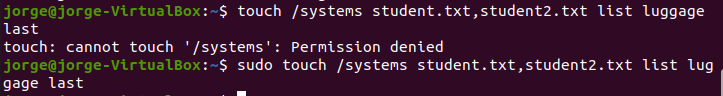 jorge@jorge-VirtualBox:~$ touch /systems student.txt,student2.txt list luggage
last
touch: cannot touch '/systems': Permission denied
jorge@jorge-VirtualBox:~$ sudo touch /systems student.txt,student2.txt list lug
gage last